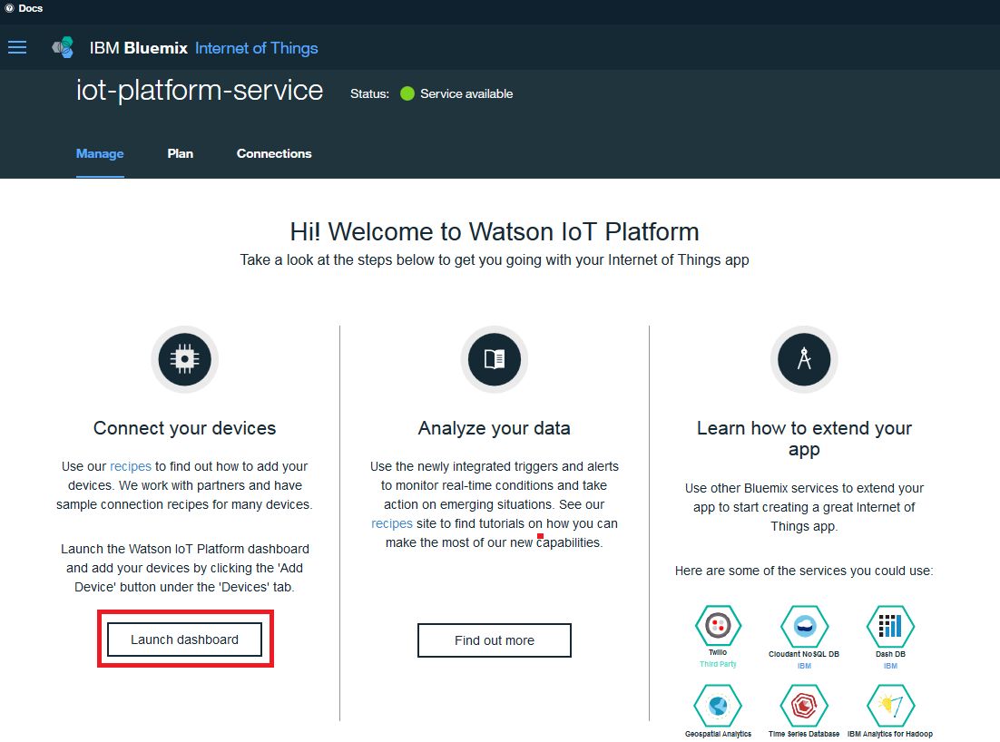 Docs
IBM Bluemix Internet of Things
iot-platform-service
Status: Service available
Manage Plan Connections
Hi! Welcome to Watson IoT Platform
Take a look at the steps below to get you going with your Internet of Things app
Connect your devices
Use our recipes to find out how to add your
devices. We work with partners and have
sample connection recipes for many devices.
Launch the Watson IoT Platform dashboard
and add your devices by clicking the 'Add
Device' button under the 'Devices' tab.
Launch dashboard
Analyze your data
Use the newly integrated triggers and alerts
to monitor real-time conditions and take
action on emerging situations. See our
recipes site to find tutorials on how you can
make the most of our new capabilities.
Find out more
Learn how to extend your
app
Use other Bluemix services to extend your
app to start creating a great Internet of
Things app.
Here are some of the services you could use:
Twilio
Third Party
Cloudant NoSQL DB
IBM
Dash DB
IBM
Geospatial Analytics
Time Series Database
IBM Analytics for Hadoop